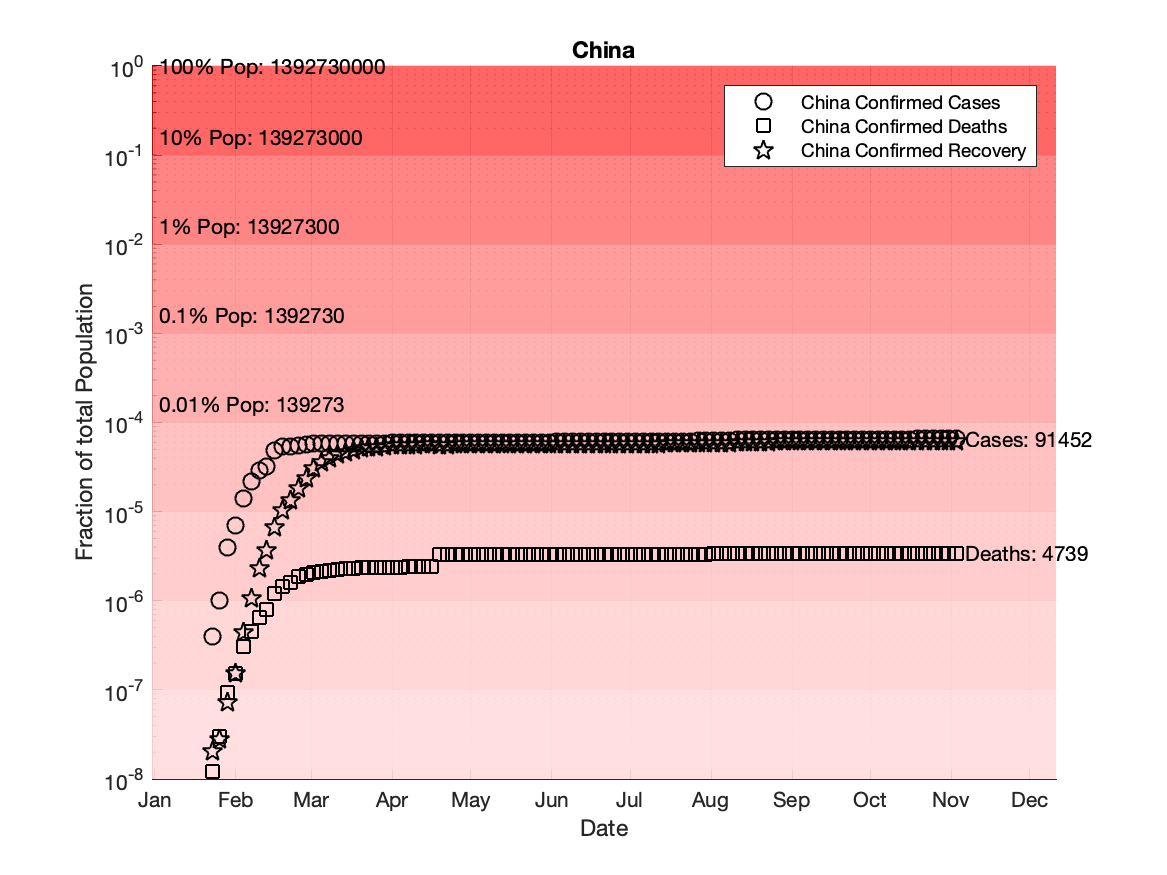 China
10^0
100% Pop: 1392730000
China Confirmed Cases
China Confirmed Deaths
China Confirmed Recovery
10% Pop: 139273000
10^-1
1% Pop: 13927300
10^-2
0.1% Pop: 1392730
10^-3
0.01% Pop: 139273
10^-4
Cases: 91452
10^-5
Deaths: 4739
10^-6
10^-7
10^-8
Fraction of total Population
Jan Feb Mar Apr May Jun Jul Aug Sep Oct Nov Dec
Date